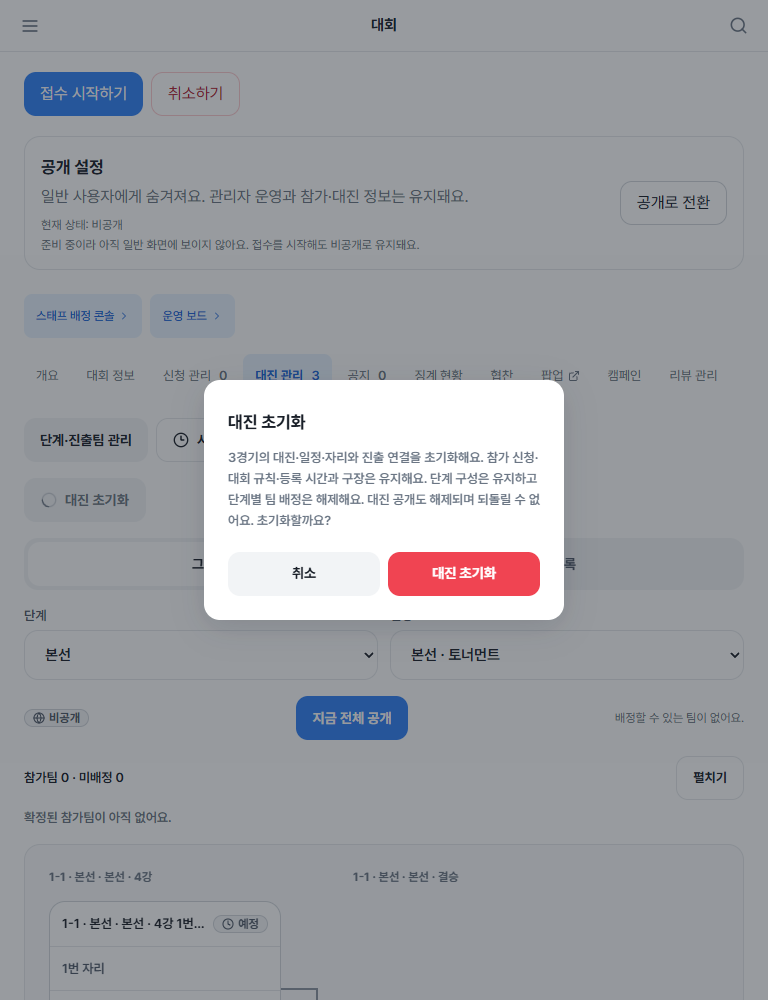 대회
접수 시작하기
취소하기
공개 설정
일반 사용자에게 숨겨져요. 관리자 운영과 참가·대진 정보는 유지돼요.
공개로 전환
현재 상태: 비공개
준비 중이라 아직 일반 화면에 보이지 않아요. 접수를 시작해도 비공개로 유지돼요.
스태프 배정 콘솔
운영 보드
개요
대회 정보
신청 관리 0
대진 관리 3
공지 0
징계 현황
협찬
팝업
캠페인
리뷰 관리
단계·진출팀 관리
대진 초기화
대진 초기화
3경기의 대진·일정·자리와 진출 연결을 초기화해요. 참가 신청·
대회 규칙·등록 시간과 구장은 유지해요. 단계 구성은 유지하고
단계별 팀 배정은 해제해요. 대진 공개도 해제되며 되돌릴 수 없
어요. 초기화할까요?
취소
대진 초기화
그
록
단계
본선
본선 · 토너먼트
비공개
지금 전체 공개
배정할 수 있는 팀이 없어요.
참가팀 0 · 미배정 0
펼치기
확정된 참가팀이 아직 없어요.
1-1 · 본선 · 본선 · 4강
1-1 · 본선 · 본선 · 결승
1-1 · 본선 · 본선 · 4강 1번...
예정
1번 자리